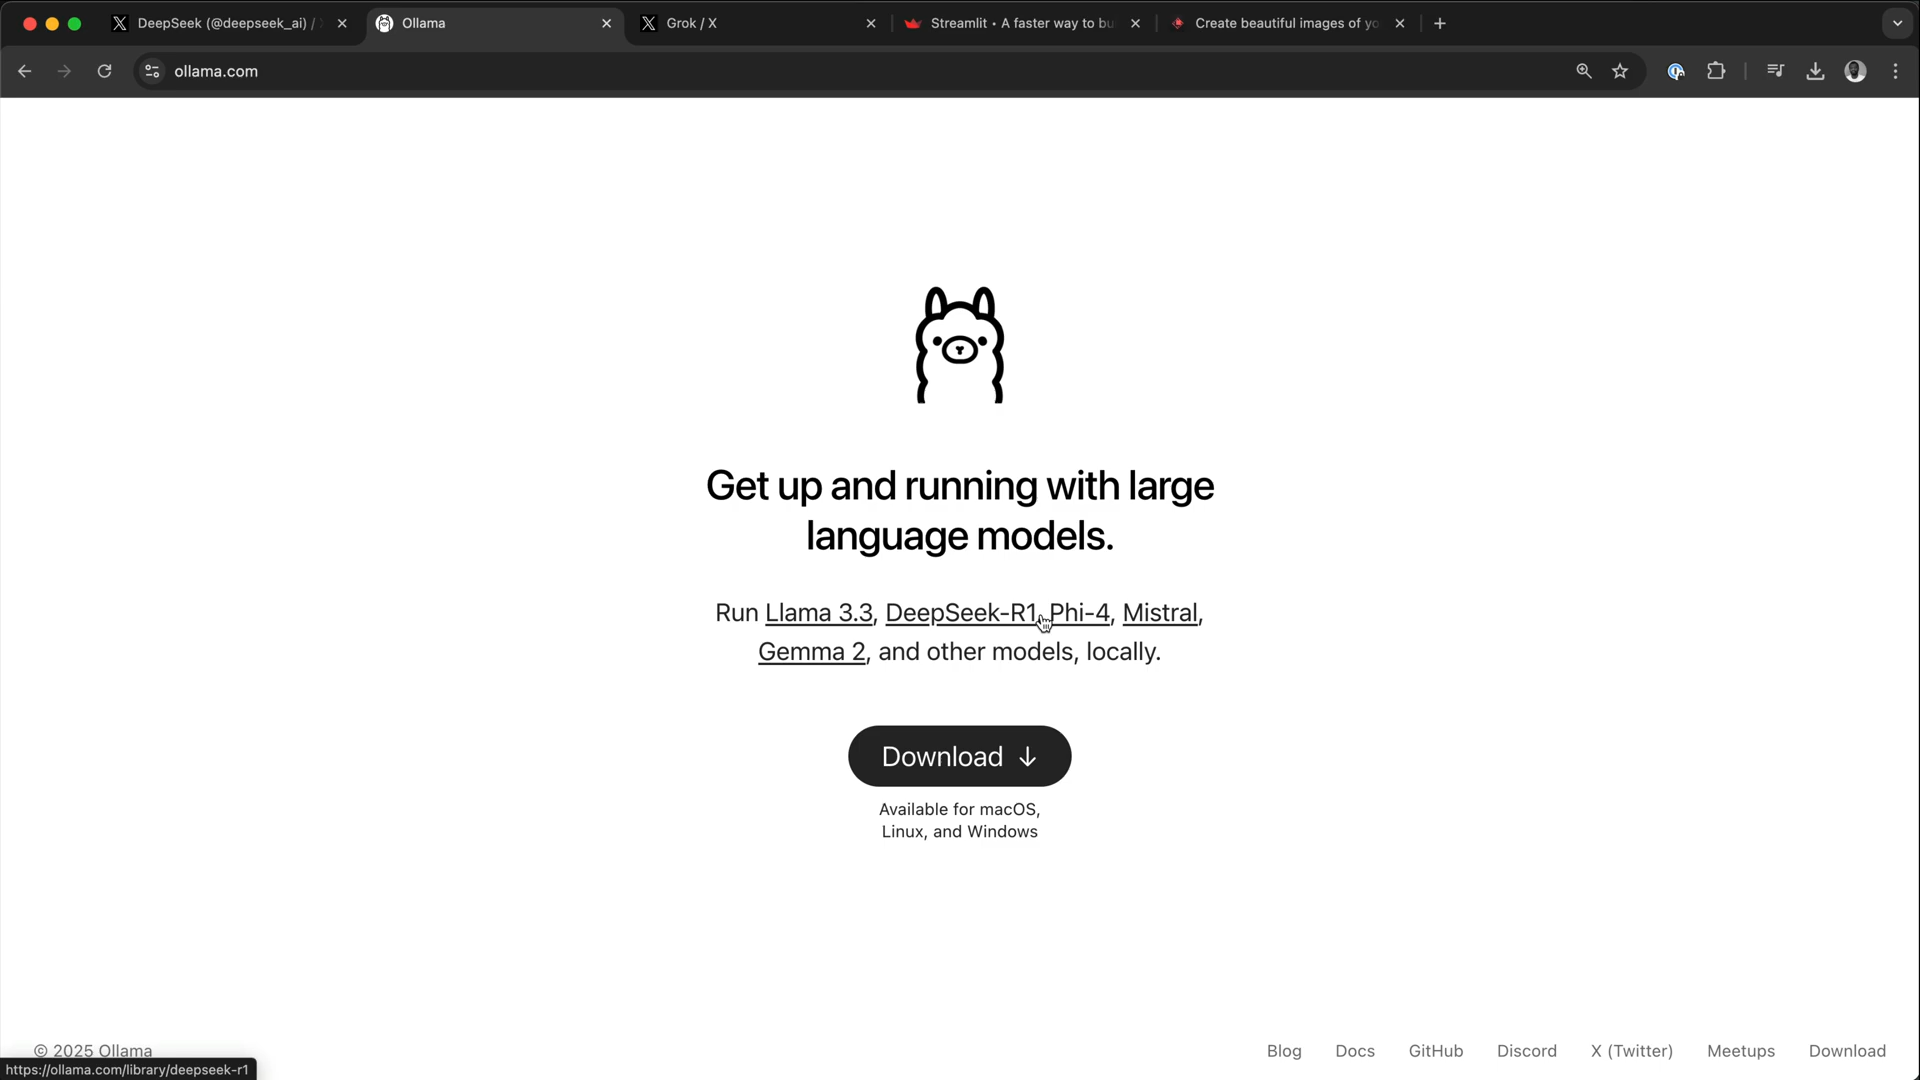 DeepSeek (@deepseek_ai) /
Ollama
Grok / X
Streamlit • A faster way to bu
Create beautiful images of yo
ollama.com
Get up and running with large
language models.
Run Llama 3.3, DeepSeek-R1, Phi-4, Mistral,
Gemma 2, and other models, locally.
Download ↓
Available for macOS,
Linux, and Windows
© 2025 Ollama
Blog
Docs
GitHub
Discord
X (Twitter)
Meetups
Download
https://ollama.com/library/deepseek-r1